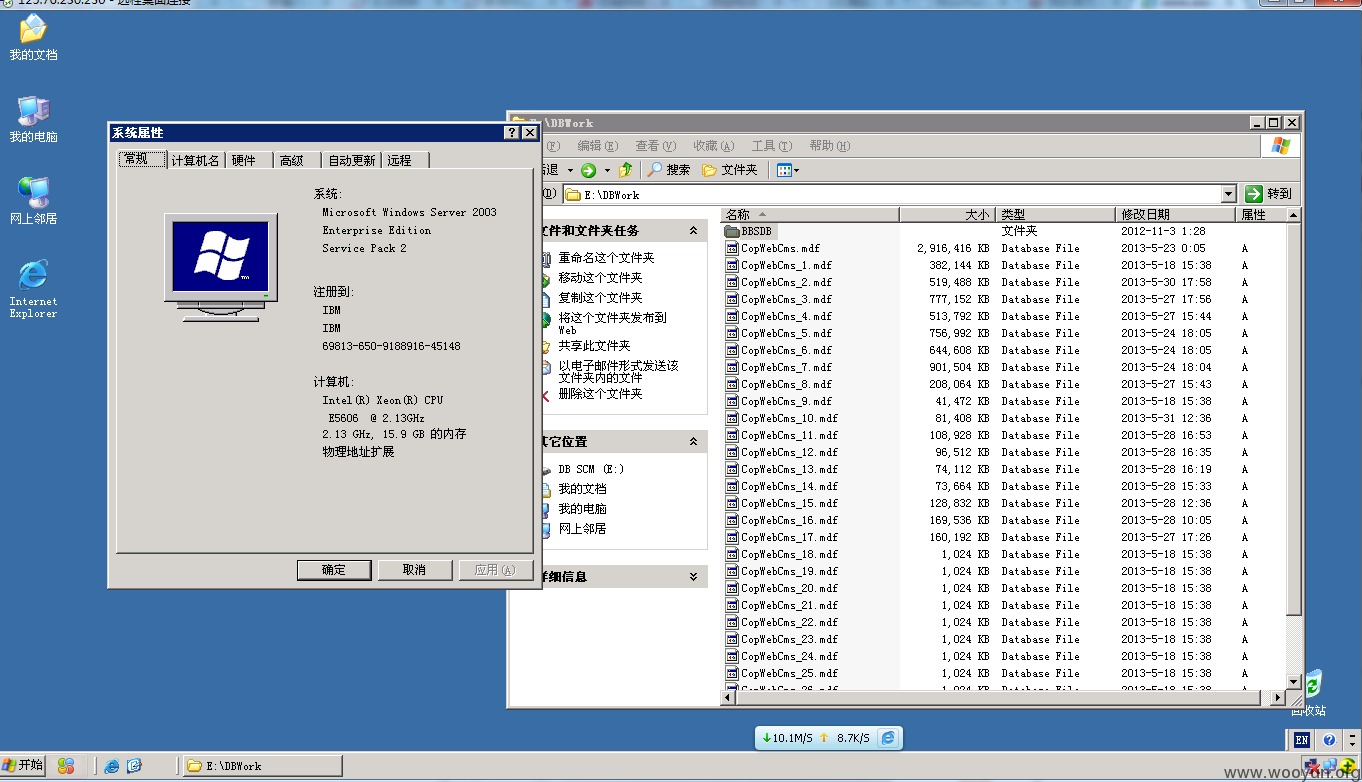 我的文档
我的电脑
网上邻居
Internet
Explorer
系统属性
常规 计算机名 硬件 高级 自动更新 远程
系统:
Microsoft Windows Server 2003
Enterprise Edition
Service Pack 2
注册到:
IBM
IBM
69813-650-9188916-45148
计算机:
Intel(R) Xeon(R) CPU
E5606 @ 2.13GHz
2.13 GHz, 15.9 GB 的内存
物理地址扩展
确定 取消 应用(A)
\DBWork
编辑(E) 查看(V) 收藏(A) 工具(T) 帮助(H)
搜索 文件夹
E:\DBWork 转到
文件和文件夹任务
重命名这个文件夹
移动这个文件夹
复制这个文件夹
将这个文件夹发布到
Web
共享此文件夹
以电子邮件形式发送该
文件夹内的文件
删除这个文件夹
其它位置
DB SCM (E:)
我的文档
我的电脑
网上邻居
详细信息
名称 大小 类型 修改日期 属性
BBSDB 文件夹 2012-11-3 1:28
CopWebCms.mdf 2,916,416 KB Database File 2013-5-23 0:05 A
CopWebCms_1.mdf 382,144 KB Database File 2013-5-18 15:38 A
CopWebCms_2.mdf 519,488 KB Database File 2013-5-30 17:58 A
CopWebCms_3.mdf 777,152 KB Database File 2013-5-27 17:56 A
CopWebCms_4.mdf 513,792 KB Database File 2013-5-27 15:44 A
CopWebCms_5.mdf 756,992 KB Database File 2013-5-24 18:05 A
CopWebCms_6.mdf 644,608 KB Database File 2013-5-24 18:05 A
CopWebCms_7.mdf 901,504 KB Database File 2013-5-24 18:04 A
CopWebCms_8.mdf 208,064 KB Database File 2013-5-27 15:43 A
CopWebCms_9.mdf 41,472 KB Database File 2013-5-18 15:38 A
CopWebCms_10.mdf 81,408 KB Database File 2013-5-31 12:36 A
CopWebCms_11.mdf 108,928 KB Database File 2013-5-28 16:53 A
CopWebCms_12.mdf 96,512 KB Database File 2013-5-28 16:35 A
CopWebCms_13.mdf 74,112 KB Database File 2013-5-28 16:19 A
CopWebCms_14.mdf 73,664 KB Database File 2013-5-28 15:33 A
CopWebCms_15.mdf 128,832 KB Database File 2013-5-28 12:36 A
CopWebCms_16.mdf 169,536 KB Database File 2013-5-28 10:05 A
CopWebCms_17.mdf 160,192 KB Database File 2013-5-27 17:26 A
CopWebCms_18.mdf 1,024 KB Database File 2013-5-18 15:38 A
CopWebCms_19.mdf 1,024 KB Database File 2013-5-18 15:38 A
CopWebCms_20.mdf 1,024 KB Database File 2013-5-18 15:38 A
CopWebCms_21.mdf 1,024 KB Database File 2013-5-18 15:38 A
CopWebCms_22.mdf 1,024 KB Database File 2013-5-18 15:38 A
CopWebCms_23.mdf 1,024 KB Database File 2013-5-18 15:38 A
CopWebCms_24.mdf 1,024 KB Database File 2013-5-18 15:38 A
CopWebCms_25.mdf 1,024 KB Database File 2013-5-18 15:38 A
回收站
10.1M/S 8.7K/S
EN
开始 E:\DBWork
www.wooyun.org